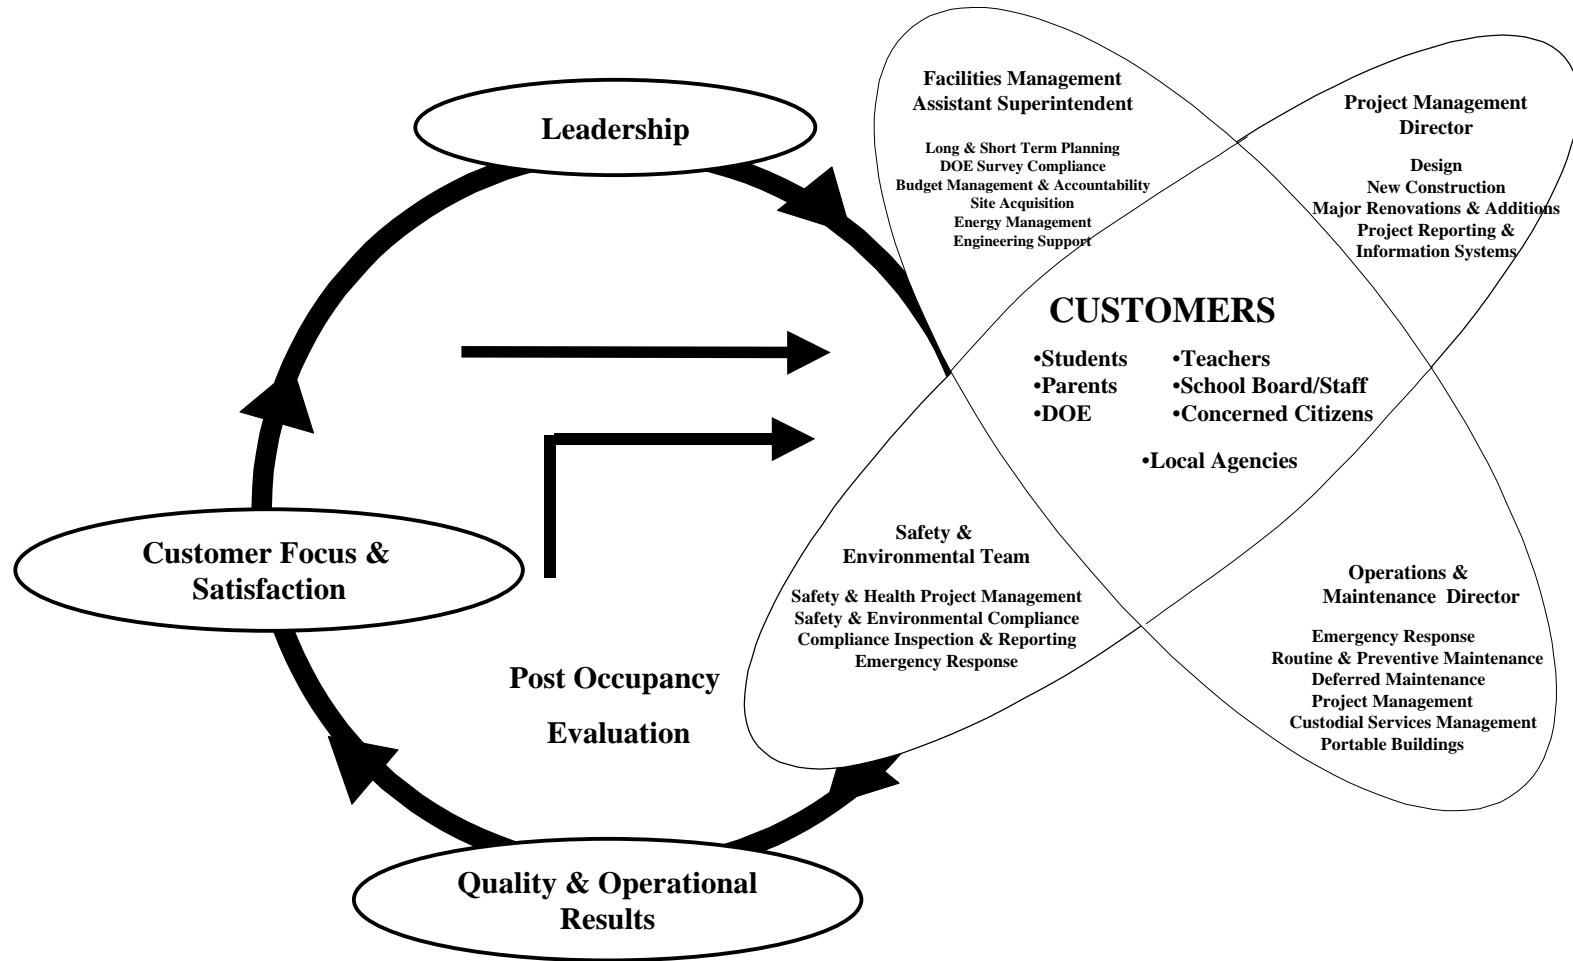 Leadership
Facilities Management
Assistant Superintendent
Long & Short Term Planning
DOE Survey Compliance
Budget Management & Accountability
Site Acquisition
Energy Management
Engineering Support
Project Management
Director
Design
New Construction
Major Renovations & Additions
Project Reporting &
Information Systems
CUSTOMERS
•Students •Teachers
•Parents •School Board/Staff
•DOE •Concerned Citizens
•Local Agencies
Customer Focus &
Satisfaction
Safety &
Environmental Team
Safety & Health Project Management
Safety & Environmental Compliance
Compliance Inspection & Reporting
Emergency Response
Operations &
Maintenance Director
Emergency Response
Routine & Preventive Maintenance
Deferred Maintenance
Project Management
Custodial Services Management
Portable Buildings
Post Occupancy
Evaluation
Quality & Operational
Results